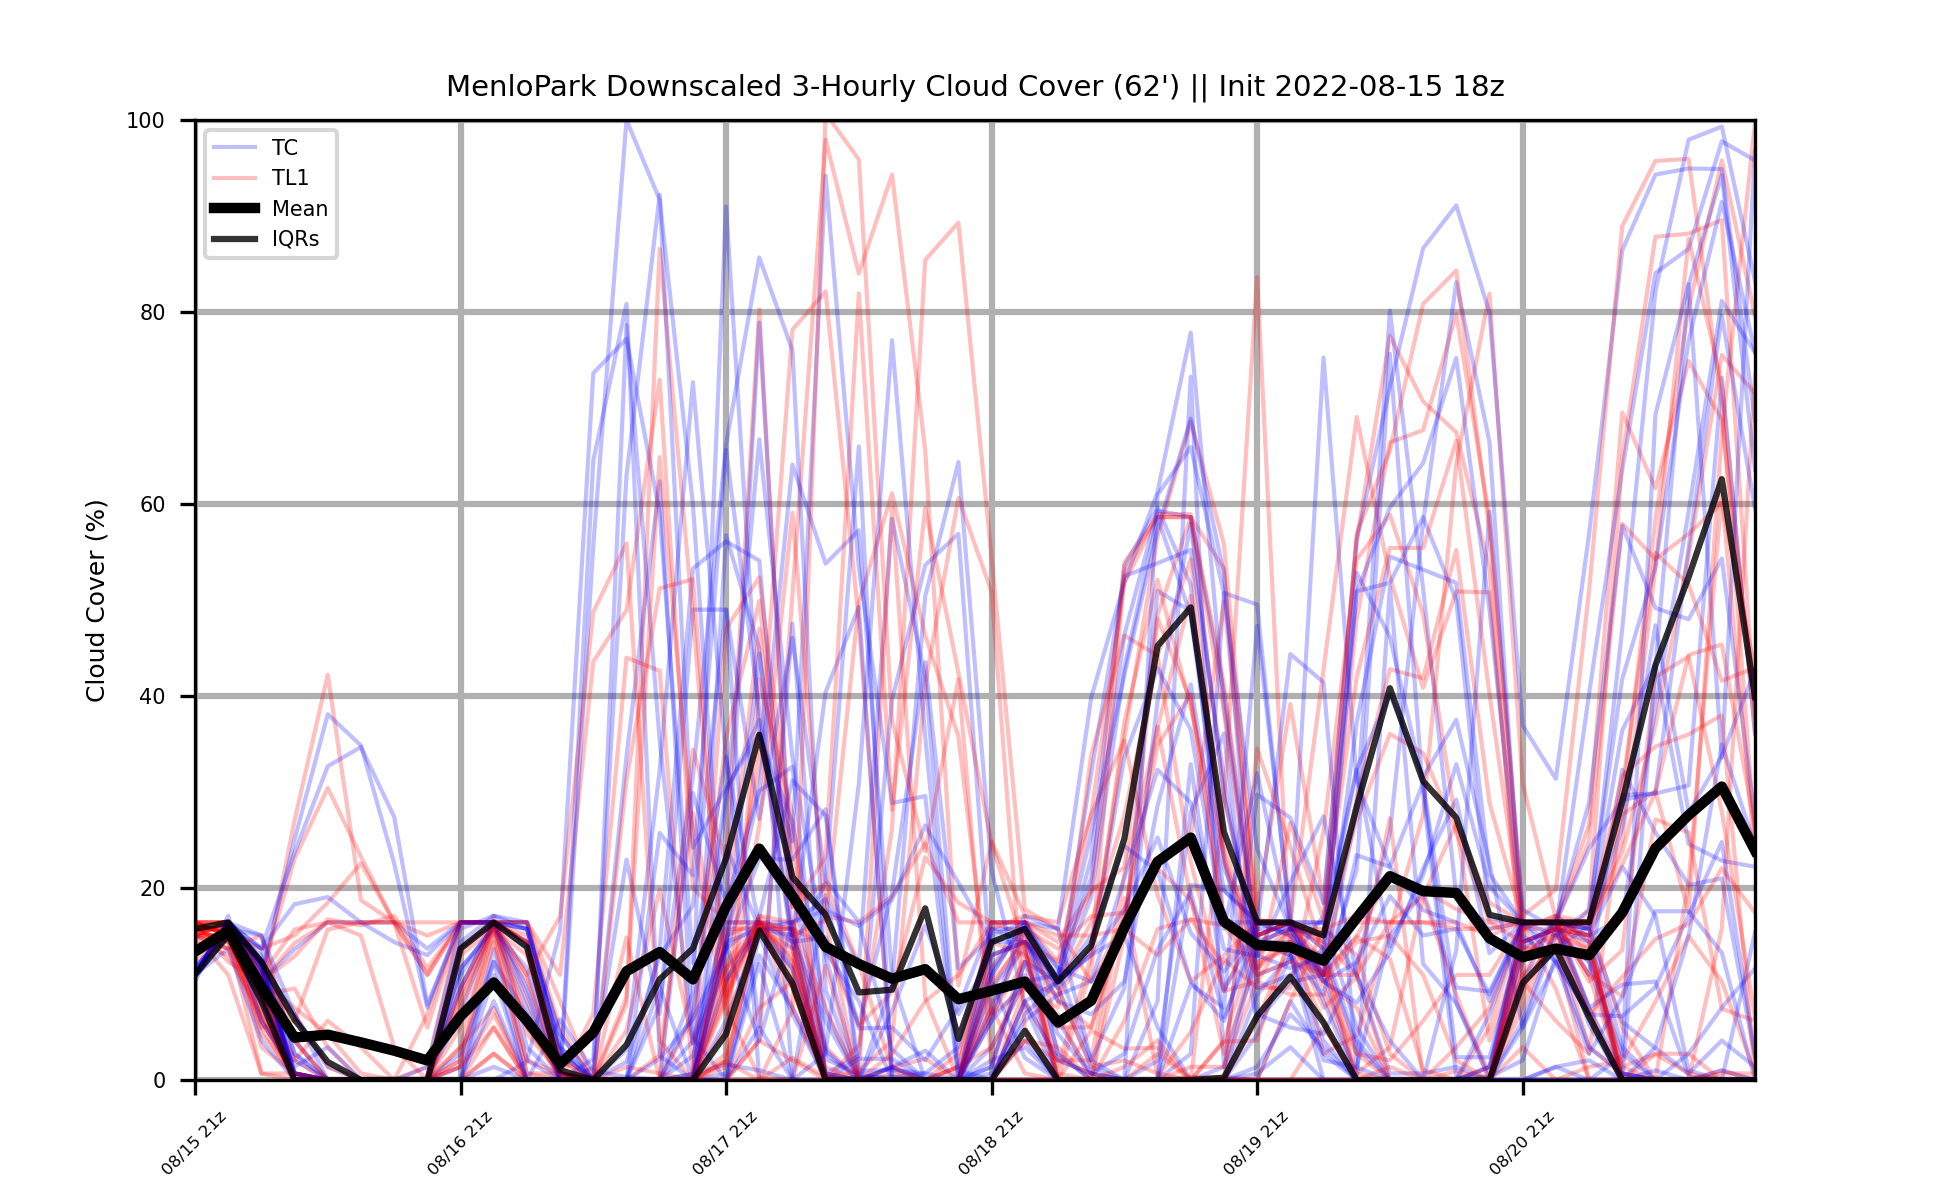 MenloPark Downscaled 3-Hourly Cloud Cover (62') || Init 2022-08-15 18z
100
80
60
40
20
0
Cloud Cover (%)
TC
TL1
Mean
IQRs
08/15 21z
08/16 21z
08/17 21z
08/18 21z
08/19 21z
08/20 21z